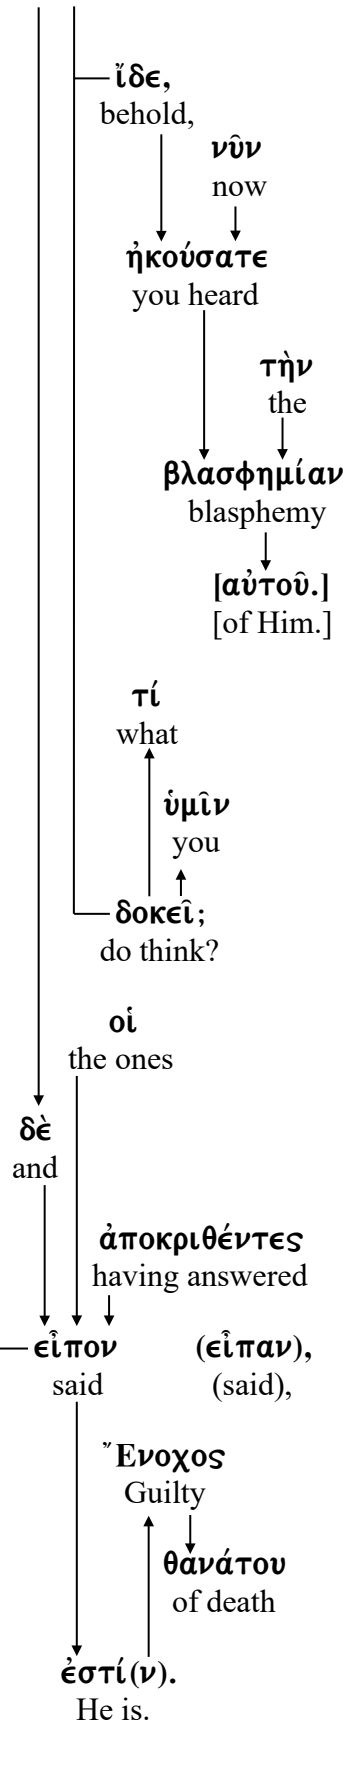 ἴδε,
behold,
νῦν
now
ἠκούσατε
you heard
τὴν
the
βλασφημίαν
blasphemy
[αὐτοῦ.]
[of Him.]
τί
what
ὑμῖν
you
δοκεῖ;
do think?
οἱ
the ones
δὲ
and
ἀποκριθέντες
having answered
εἶπον (εἶπαν),
said (said),
Ἔνοχος
Guilty
θανάτου
of death
ἐστί(ν).
He is.